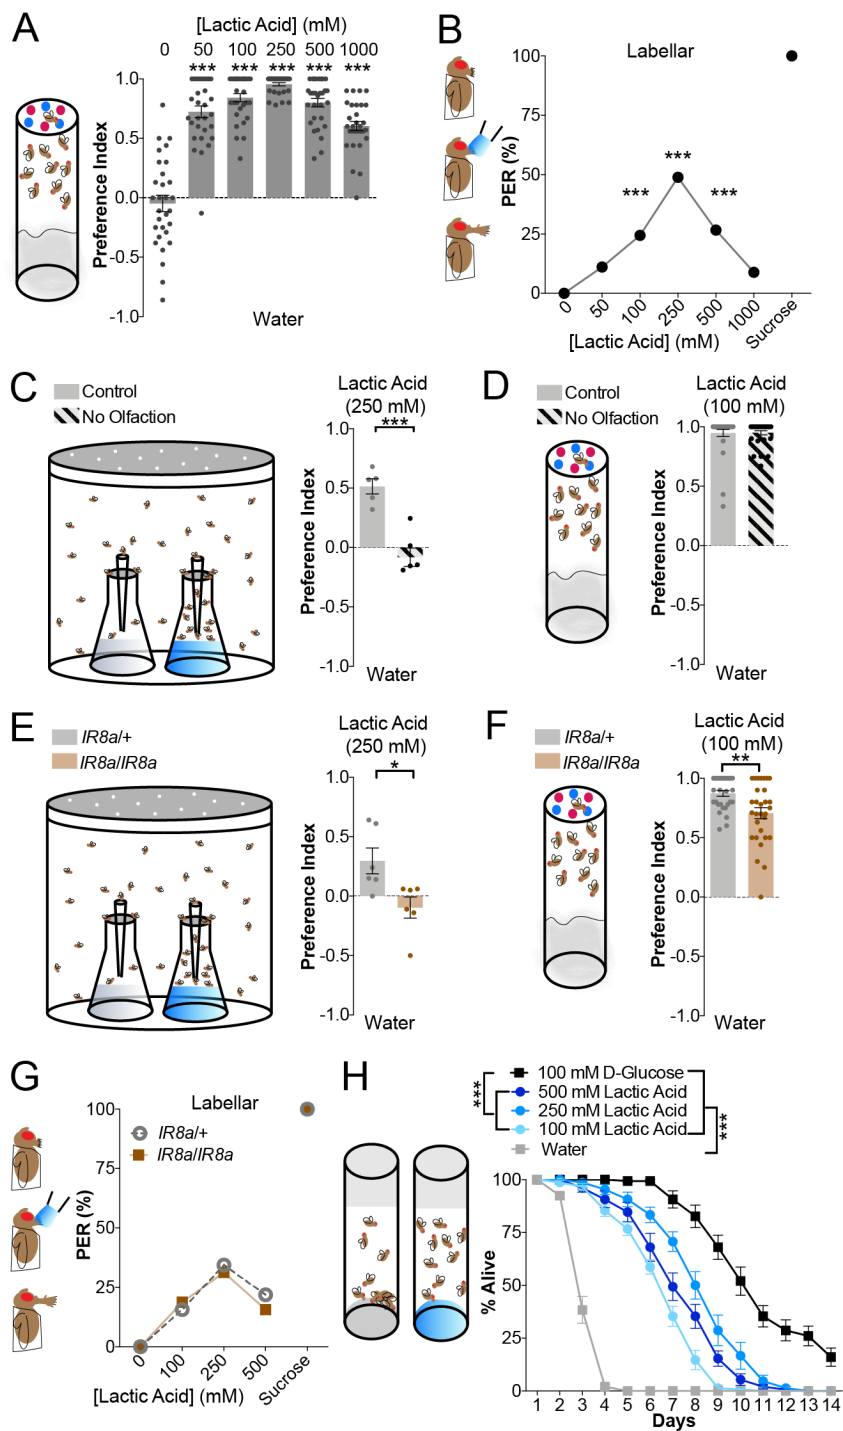 A
[Lactic Acid] (mM)
0 50 100 250 500 1000
*** *** *** *** ***
1.0
0.5
0.0
-0.5
-1.0
Preference Index
Water
B
Labellar
100
75
50
25
0
PER (%)
***
***
***
0 50 100 250 500 1000 Sucrose
[Lactic Acid] (mM)
C
Control
No Olfaction
Lactic Acid
(250 mM)
***
1.0
0.5
0.0
-0.5
-1.0
Preference Index
Water
D
Control
No Olfaction
Lactic Acid
(100 mM)
1.0
0.5
0.0
-0.5
-1.0
Preference Index
Water
E
IR8a/+
IR8a/IR8a
Lactic Acid
(250 mM)
*
1.0
0.5
0.0
-0.5
-1.0
Preference Index
Water
F
IR8a/+
IR8a/IR8a
Lactic Acid
(100 mM)
**
1.0
0.5
0.0
-0.5
-1.0
Preference Index
Water
G
Labellar
IR8a/+
IR8a/IR8a
100
75
50
25
0
PER (%)
0 100 250 500 Sucrose
[Lactic Acid] (mM)
H
100 mM D-Glucose
500 mM Lactic Acid
250 mM Lactic Acid
100 mM Lactic Acid
Water
***
***
100
75
50
25
0
% Alive
1 2 3 4 5 6 7 8 9 10 11 12 13 14
Days